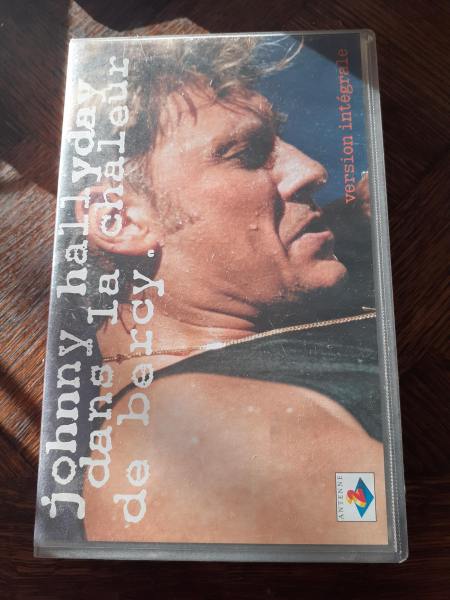 johnny hallyday
dans la chaleur
de bercy
version intégrale
ANTENNE
2